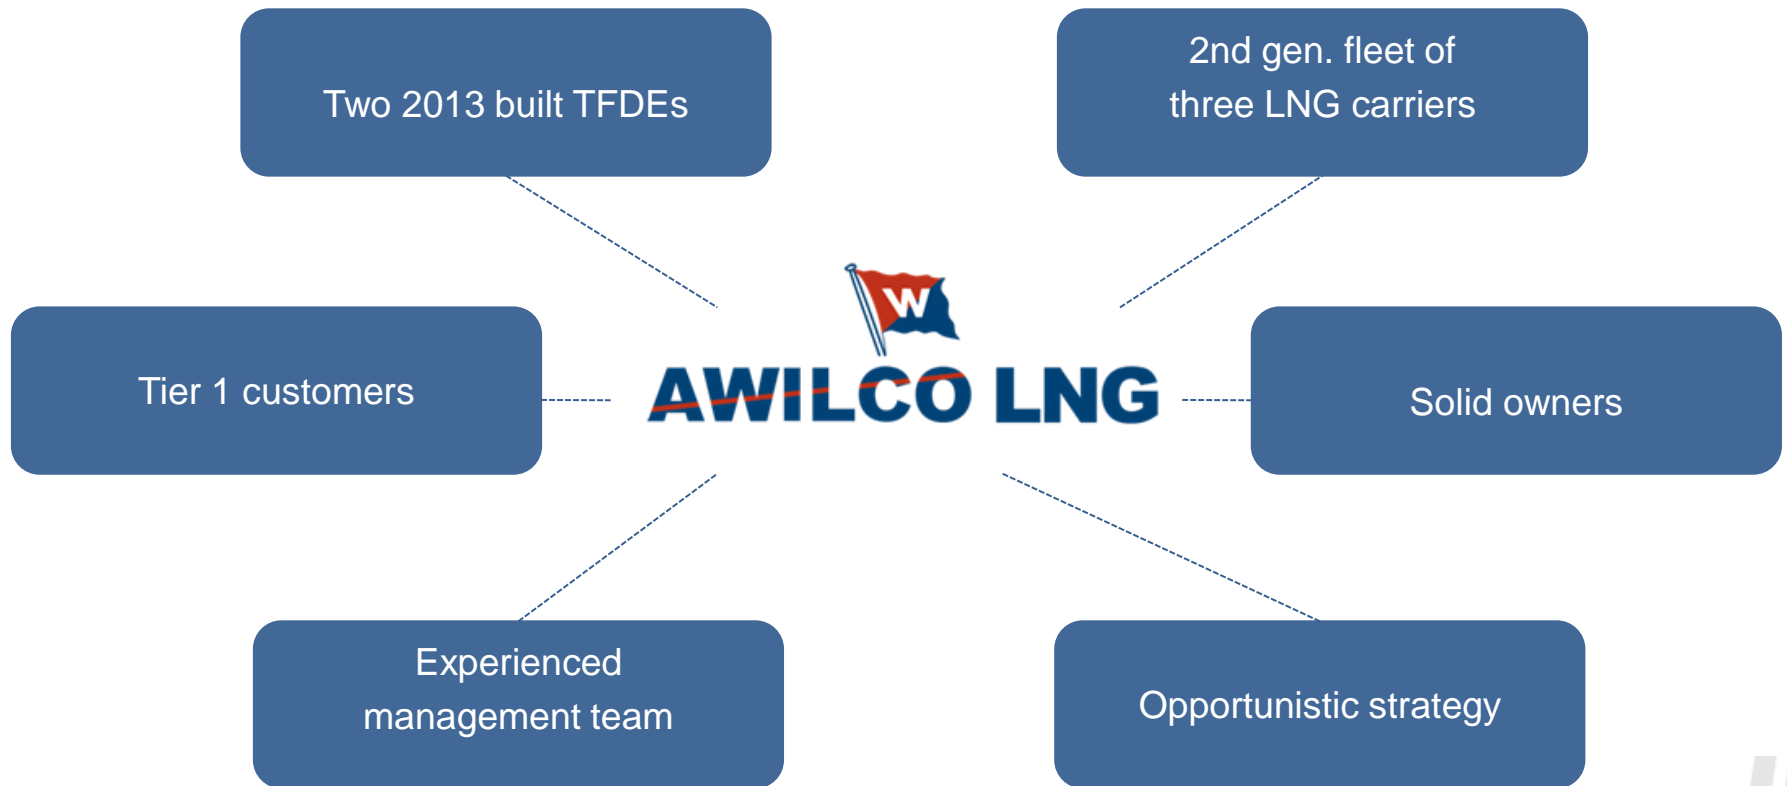 Two 2013 built TFDEs
2nd gen. fleet of
three LNG carriers
W
AWILCO LNG
Tier 1 customers
Solid owners
Experienced
management team
Opportunistic strategy